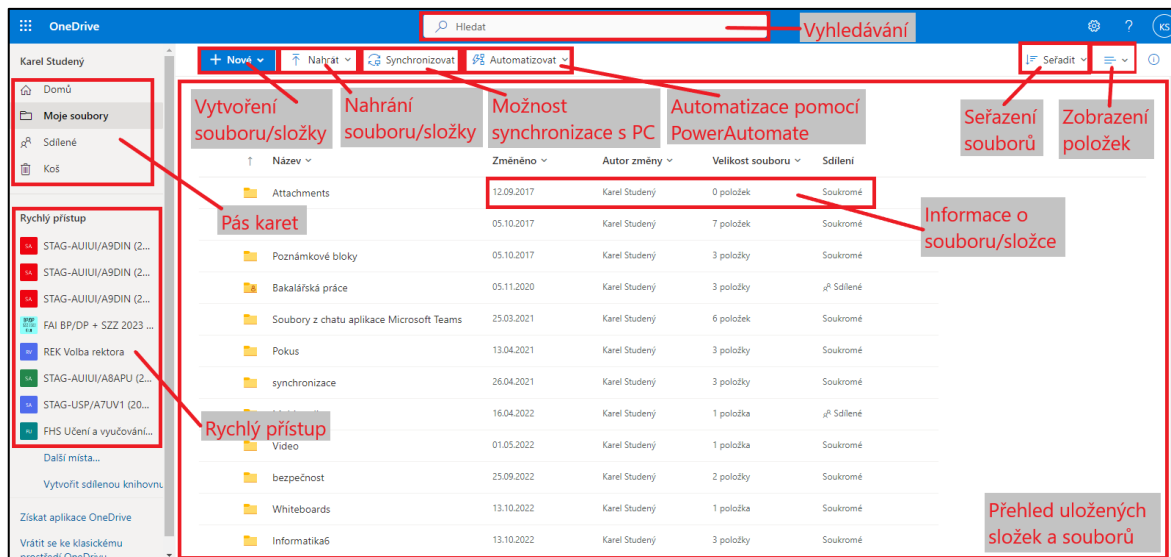 OneDrive
Hledat
Vyhledávání
KS
Karel Studený
Nové
Nahrát
Synchronizovat
Automatizovat
Seřadit
Domů
Moje soubory
Sdílené
Koš
Vytvoření
souboru/složky
Nahrání
souboru/složky
Možnost
synchronizace s PC
Automatizace pomocí
PowerAutomate
Seřazení
souborů
Zobrazení
položek
Název
Změněno
Autor změny
Velikost souboru
Sdílení
Attachments 12.09.2017 Karel Studený 0 položek Soukromé
05.10.2017 Karel Studený 7 položek Soukromé
Poznámkové bloky 05.10.2017 Karel Studený 3 položky Soukromé
Bakalářská práce 05.11.2020 Karel Studený 3 položky Sdílené
Soubory z chatu aplikace Microsoft Teams 25.03.2021 Karel Studený 6 položek Soukromé
Pokus 13.04.2021 Karel Studený 3 položky Soukromé
synchronizace 26.04.2021 Karel Studený 3 položky Soukromé
16.04.2022 Karel Studený 1 položka Sdílené
Video 01.05.2022 Karel Studený 1 položka Soukromé
bezpečnost 25.09.2022 Karel Studený 2 položky Soukromé
Whiteboards 13.10.2022 Karel Studený 1 položka Soukromé
Informatika6 13.10.2022 Karel Studený 3 položky Soukromé
Pás karet
Informace o
souboru/složce
Rychlý přístup
SA STAG-AUIUI/A9DIN (2...
SA STAG-AUIUI/A9DIN (2...
SA STAG-AUIUI/A9DIN (2...
FAI BP/DP + SZZ 2023 ...
RV REK Volba rektora
SA STAG-AUIUI/A8APU (2...
SA STAG-USP/A7UV1 (20...
FHS Učení a vyučování...
Rychlý přístup
Další místa...
Vytvořit sdílenou knihovnu
Získat aplikace OneDrive
Vrátit se ke klasickému
prostředí OneDrivu
Přehled uložených
složek a souborů